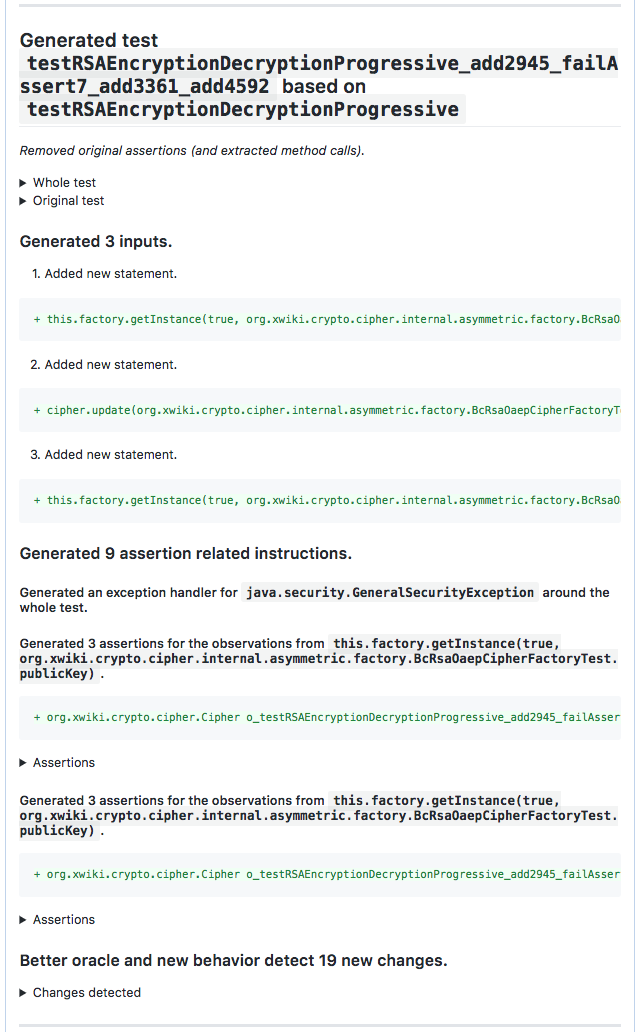 Generated test
testRSAEncryptionDecryptionProgressive_add2945_failA
ssert7_add3361_add4592 based on
testRSAEncryptionDecryptionProgressive
Removed original assertions (and extracted method calls).
▶ Whole test
▶ Original test
Generated 3 inputs.
1. Added new statement.
+ this.factory.getInstance(true, org.xwiki.crypto.cipher.internal.asymmetric.factory.BcRsaO
2. Added new statement.
+ cipher.update(org.xwiki.crypto.cipher.internal.asymmetric.factory.BcRsaOaepCipherFactoryT
3. Added new statement.
+ this.factory.getInstance(true, org.xwiki.crypto.cipher.internal.asymmetric.factory.BcRsaO
Generated 9 assertion related instructions.
Generated an exception handler for java.security.GeneralSecurityException around the
whole test.
Generated 3 assertions for the observations from this.factory.getInstance(true,
org.xwiki.crypto.cipher.internal.asymmetric.factory.BcRsaOaepCipherFactoryTest.
publicKey) .
+ org.xwiki.crypto.cipher.Cipher o_testRSAEncryptionDecryptionProgressive_add2945_failAsser
▶ Assertions
Generated 3 assertions for the observations from this.factory.getInstance(true,
org.xwiki.crypto.cipher.internal.asymmetric.factory.BcRsaOaepCipherFactoryTest.
publicKey) .
+ org.xwiki.crypto.cipher.Cipher o_testRSAEncryptionDecryptionProgressive_add2945_failAsser
▶ Assertions
Better oracle and new behavior detect 19 new changes.
▶ Changes detected